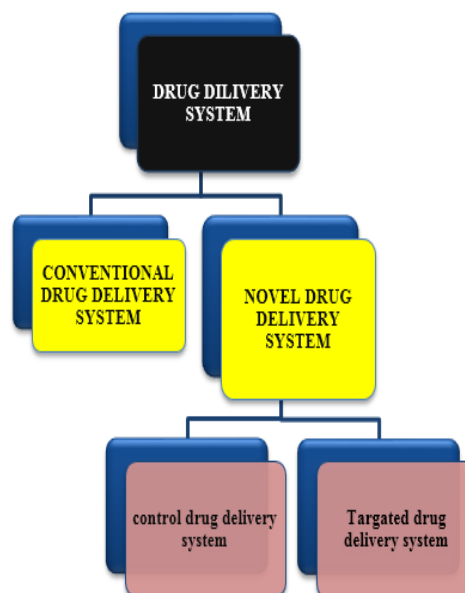 DRUG DILIVERY
SYSTEM
CONVENTIONAL
DRUG DELIVERY
SYSTEM
NOVEL DRUG
DELIVERY
SYSTEM
control drug delivery
system
Targated drug
delivery system